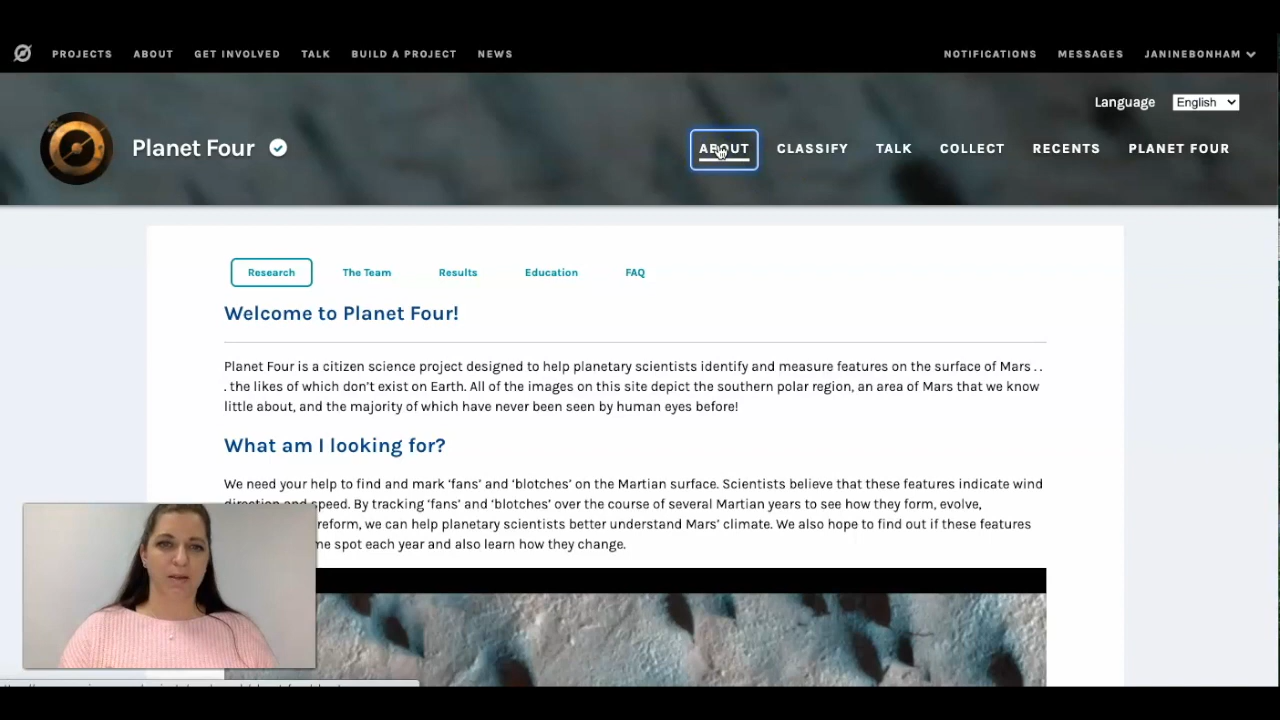 PROJECTS ABOUT GET INVOLVED TALK BUILD A PROJECT NEWS NOTIFICATIONS MESSAGES JANINEBONHAM
Language English
Planet Four ABOUT CLASSIFY TALK COLLECT RECENTS PLANET FOUR
Research The Team Results Education FAQ
Welcome to Planet Four!
Planet Four is a citizen science project designed to help planetary scientists identify and measure features on the surface of Mars . .
. the likes of which don't exist on Earth. All of the images on this site depict the southern polar region, an area of Mars that we know
little about, and the majority of which have never been seen by human eyes before!
What am I looking for?
We need your help to find and mark 'fans' and 'blotches' on the Martian surface. Scientists believe that these features indicate wind
direction and speed. By tracking 'fans' and 'blotches' over the course of several Martian years to see how they form, evolve,
reform, we can help planetary scientists better understand Mars' climate. We also hope to find out if these features
spot each year and also learn how they change.